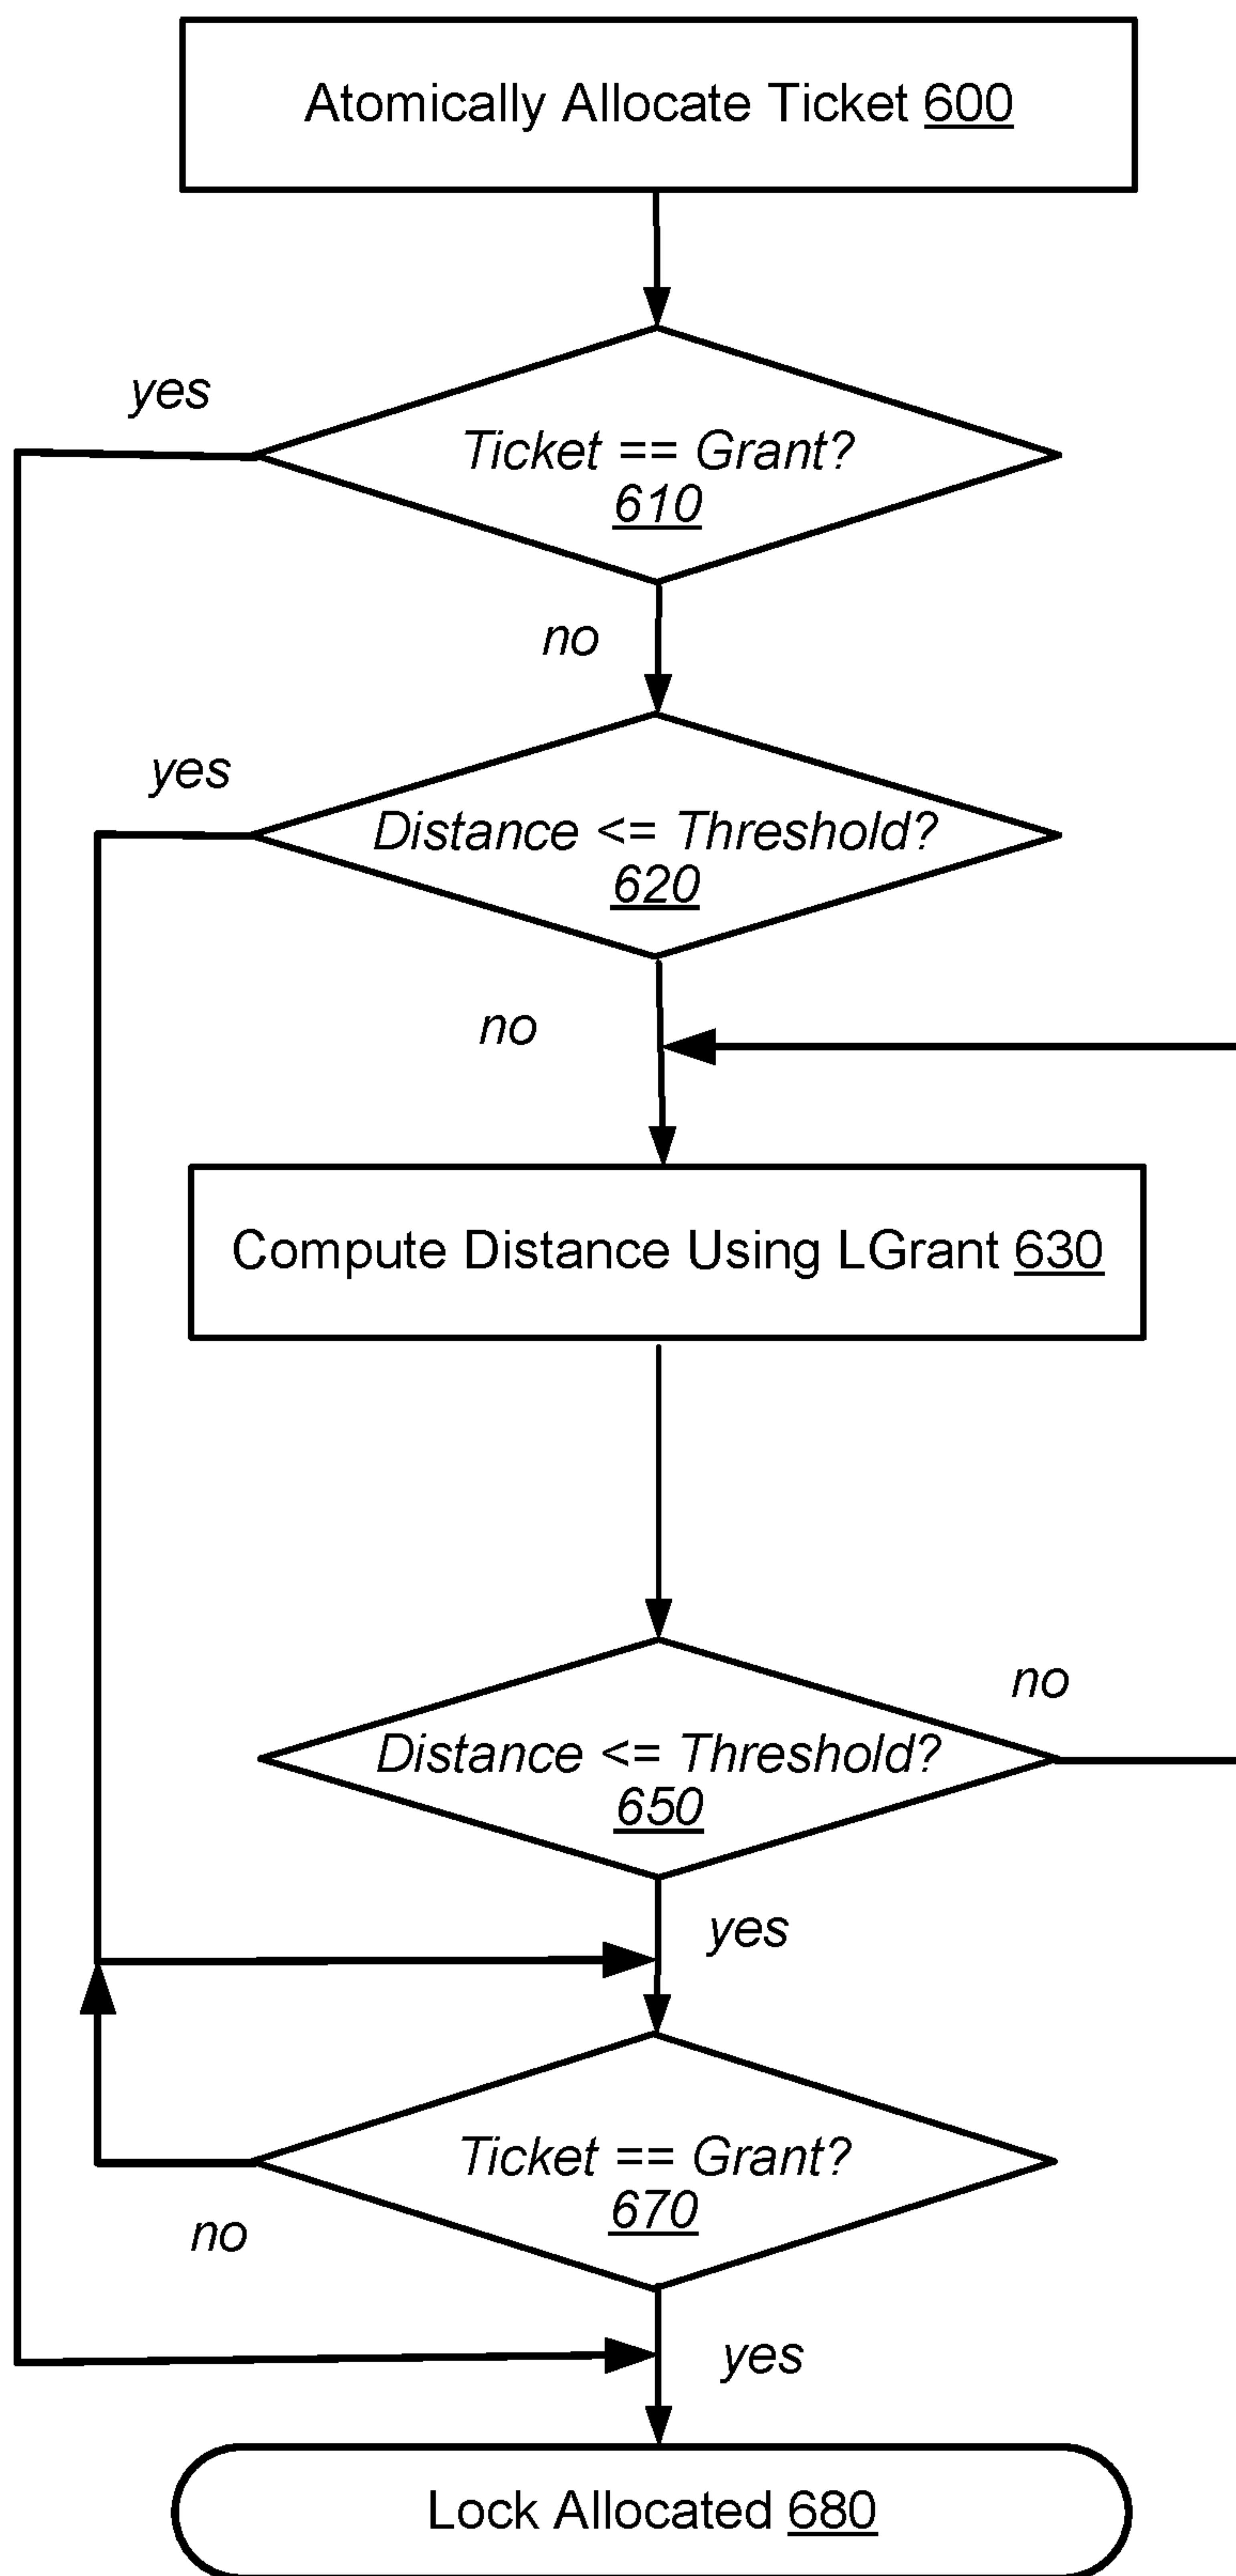 Atomically Allocate Ticket 600
yes
Ticket == Grant?
610
no
yes
Distance <= Threshold?
620
no
Compute Distance Using LGrant 630
no
Distance <= Threshold?
650
yes
Ticket == Grant?
670
no
yes
Lock Allocated 680